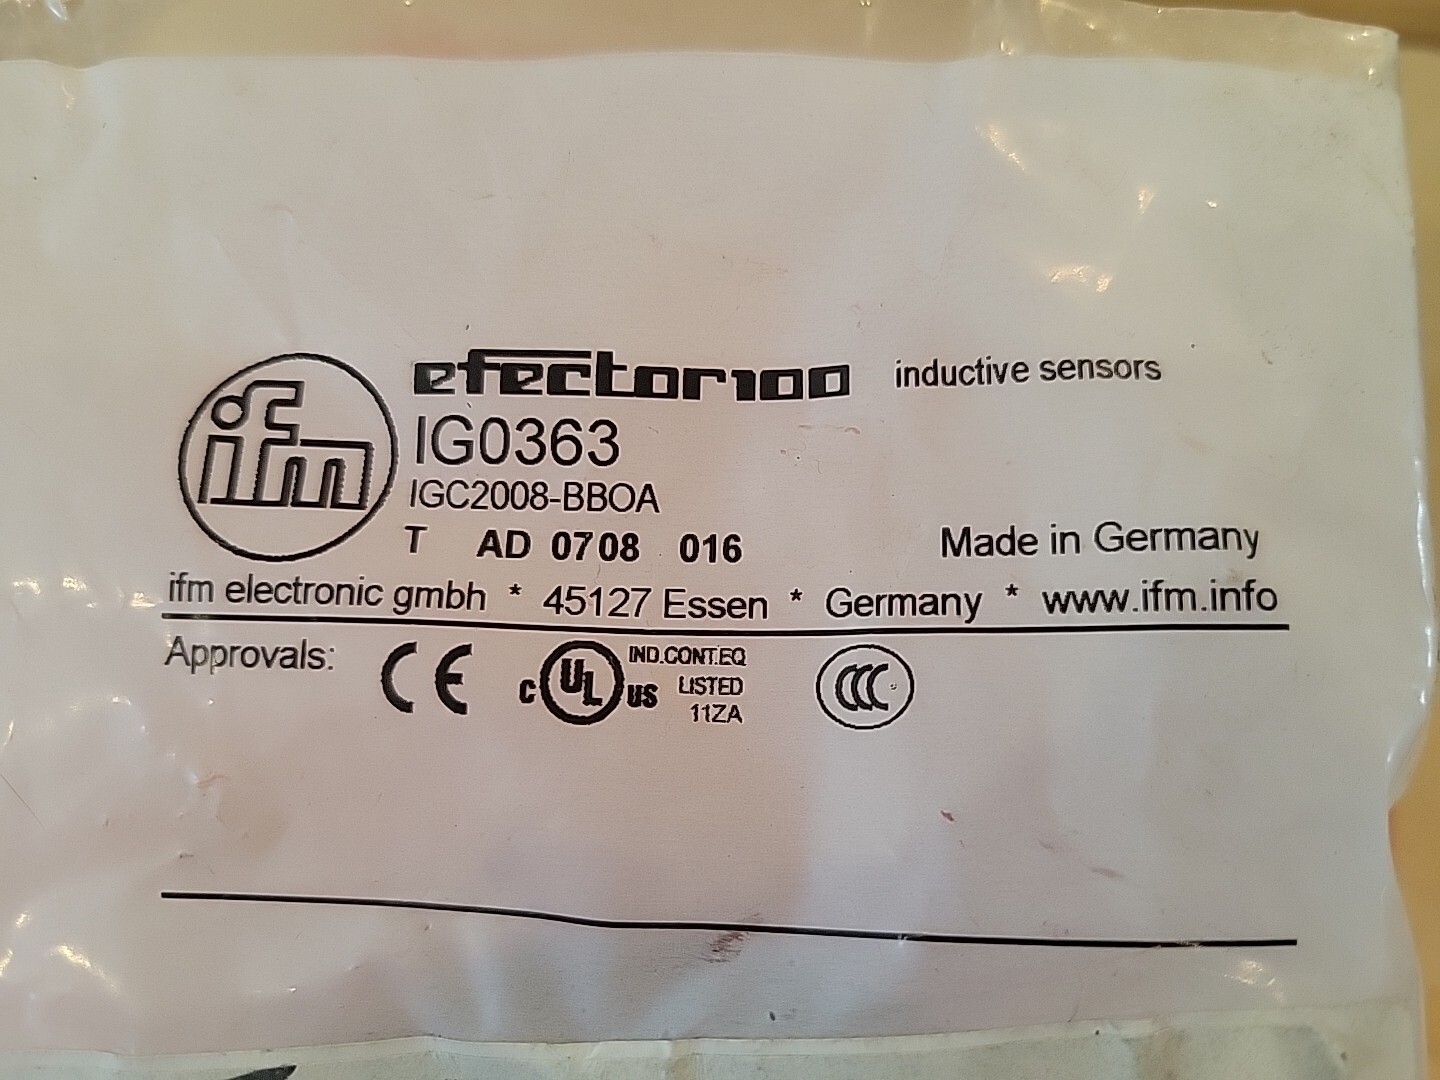 ifm
efector100 inductive sensors
IG0363
IGC2008-BBOA
T AD 0708 016 Made in Germany
ifm electronic gmbh * 45127 Essen * Germany * www.ifm.info
Approvals: CE c UL us IND.CONT.EQ
LISTED
11ZA
CCC